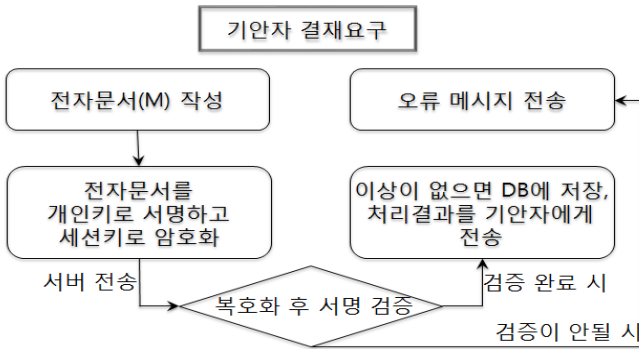 기안자 결재요구
전자문서(M) 작성
오류 메시지 전송
전자문서를
개인키로 서명하고
세션키로 암호화
이상이 없으면 DB에 저장,
처리결과를 기안자에게
전송
서버 전송
복호화 후 서명 검증
검증 완료 시
검증이 안될 시